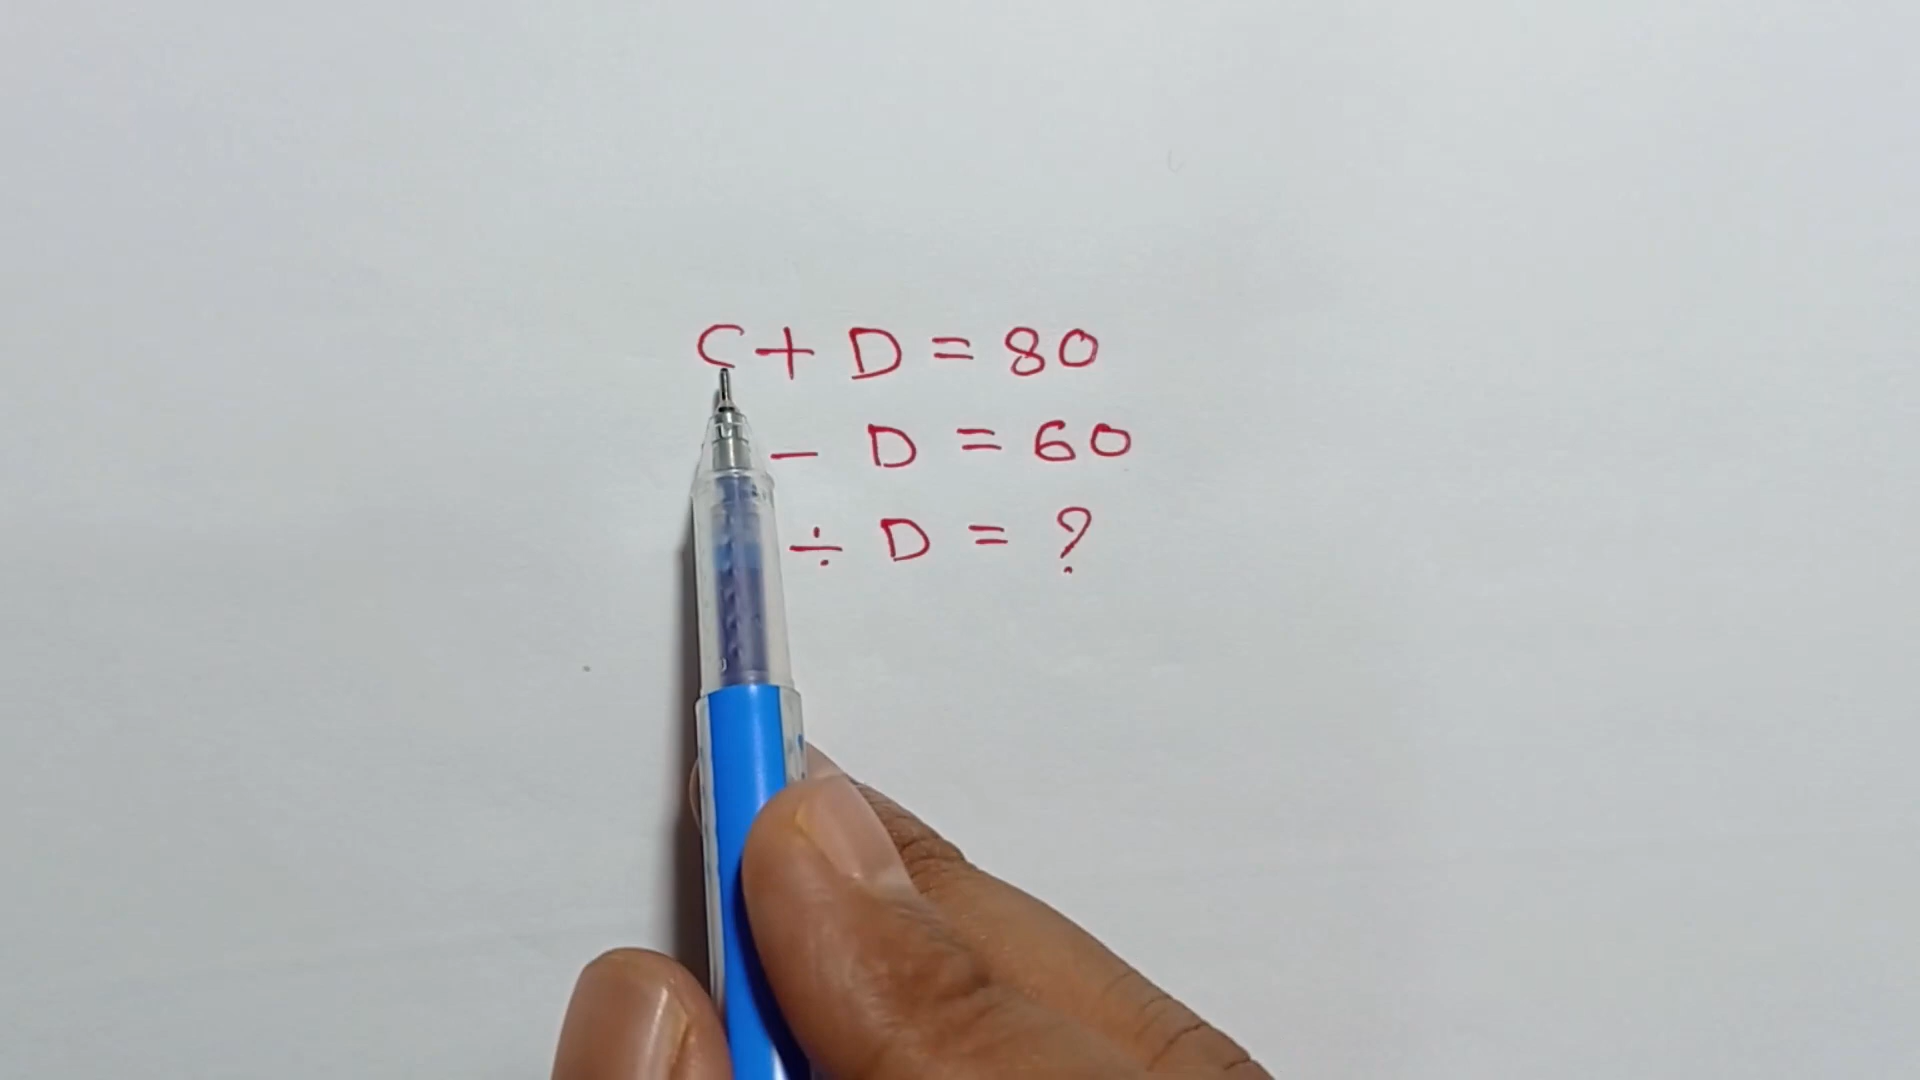 C + D = 80
- D = 60
÷ D = ?